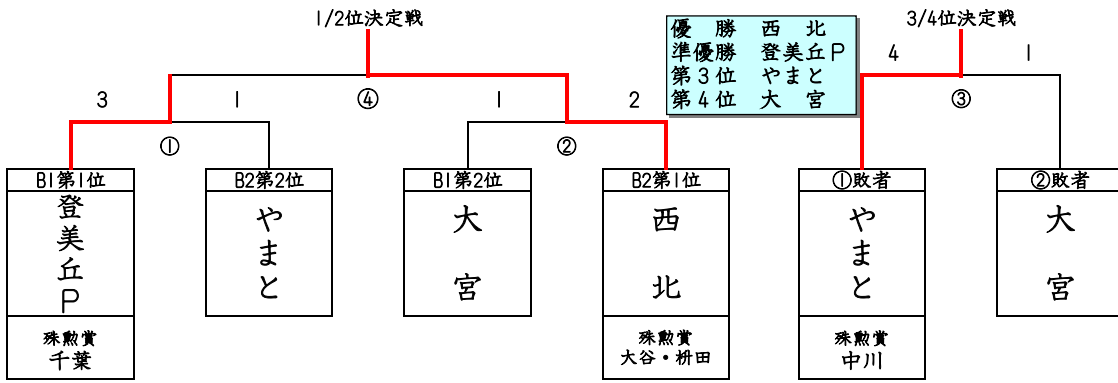 1/2位決定戦
3/4位決定戦
優勝 西北
準優勝 登美丘P
第3位 やまと
第4位 大宮
3 1 ④ 1 2
4 1
③
① ②
B1第1位
登美丘P
殊勲賞
千葉
B2第2位
やまと
B1第2位
大宮
B2第1位
西北
殊勲賞
大谷・枡田
①敗者
やまと
殊勲賞
中川
②敗者
大宮